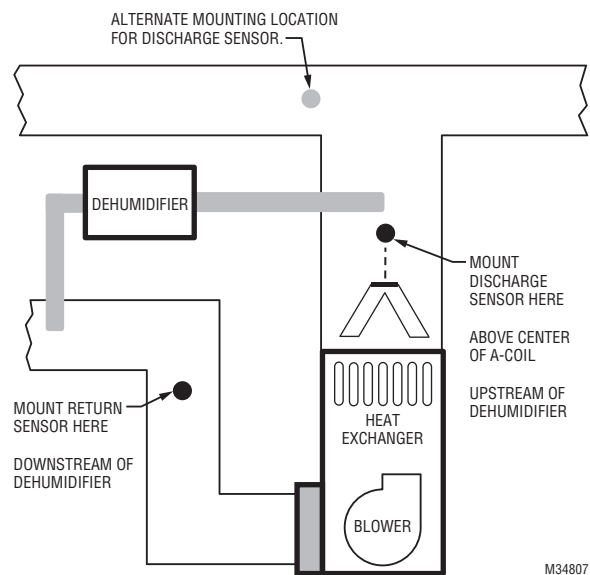 ALTERNATE MOUNTING LOCATION
FOR DISCHARGE SENSOR.
DEHUMIDIFIER
MOUNT
DISCHARGE
SENSOR HERE
ABOVE CENTER
OF A-COIL
UPSTREAM OF
DEHUMIDIFIER
MOUNT RETURN
SENSOR HERE
DOWNSTREAM OF
DEHUMIDIFIER
HEAT
EXCHANGER
BLOWER
M34807